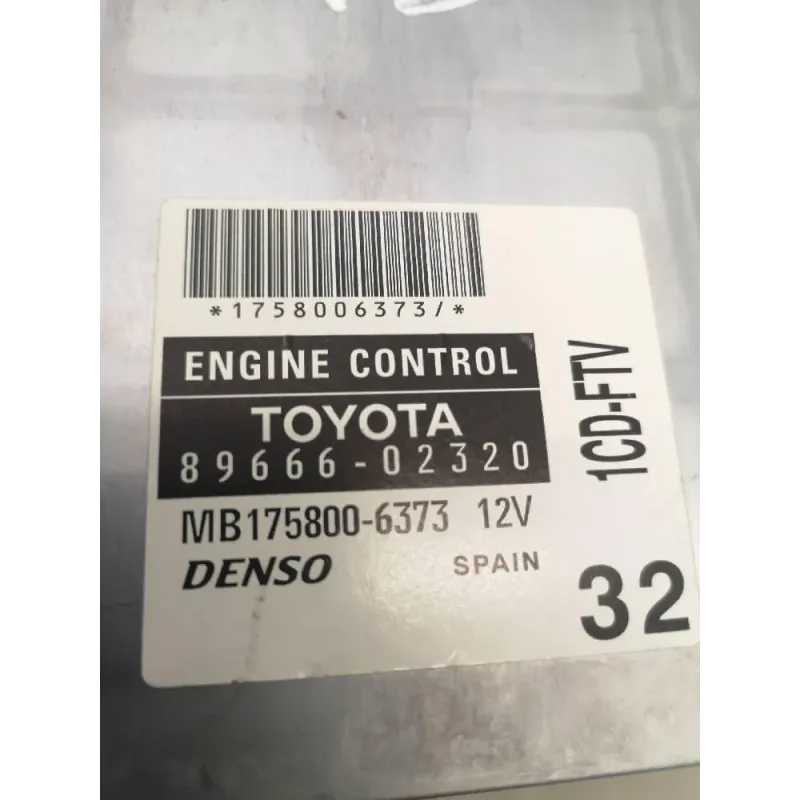 *1758006373/*
ENGINE CONTROL
TOYOTA
89666-02320
MB175800-6373 12V
DENSO SPAIN
1CD-FTV
32